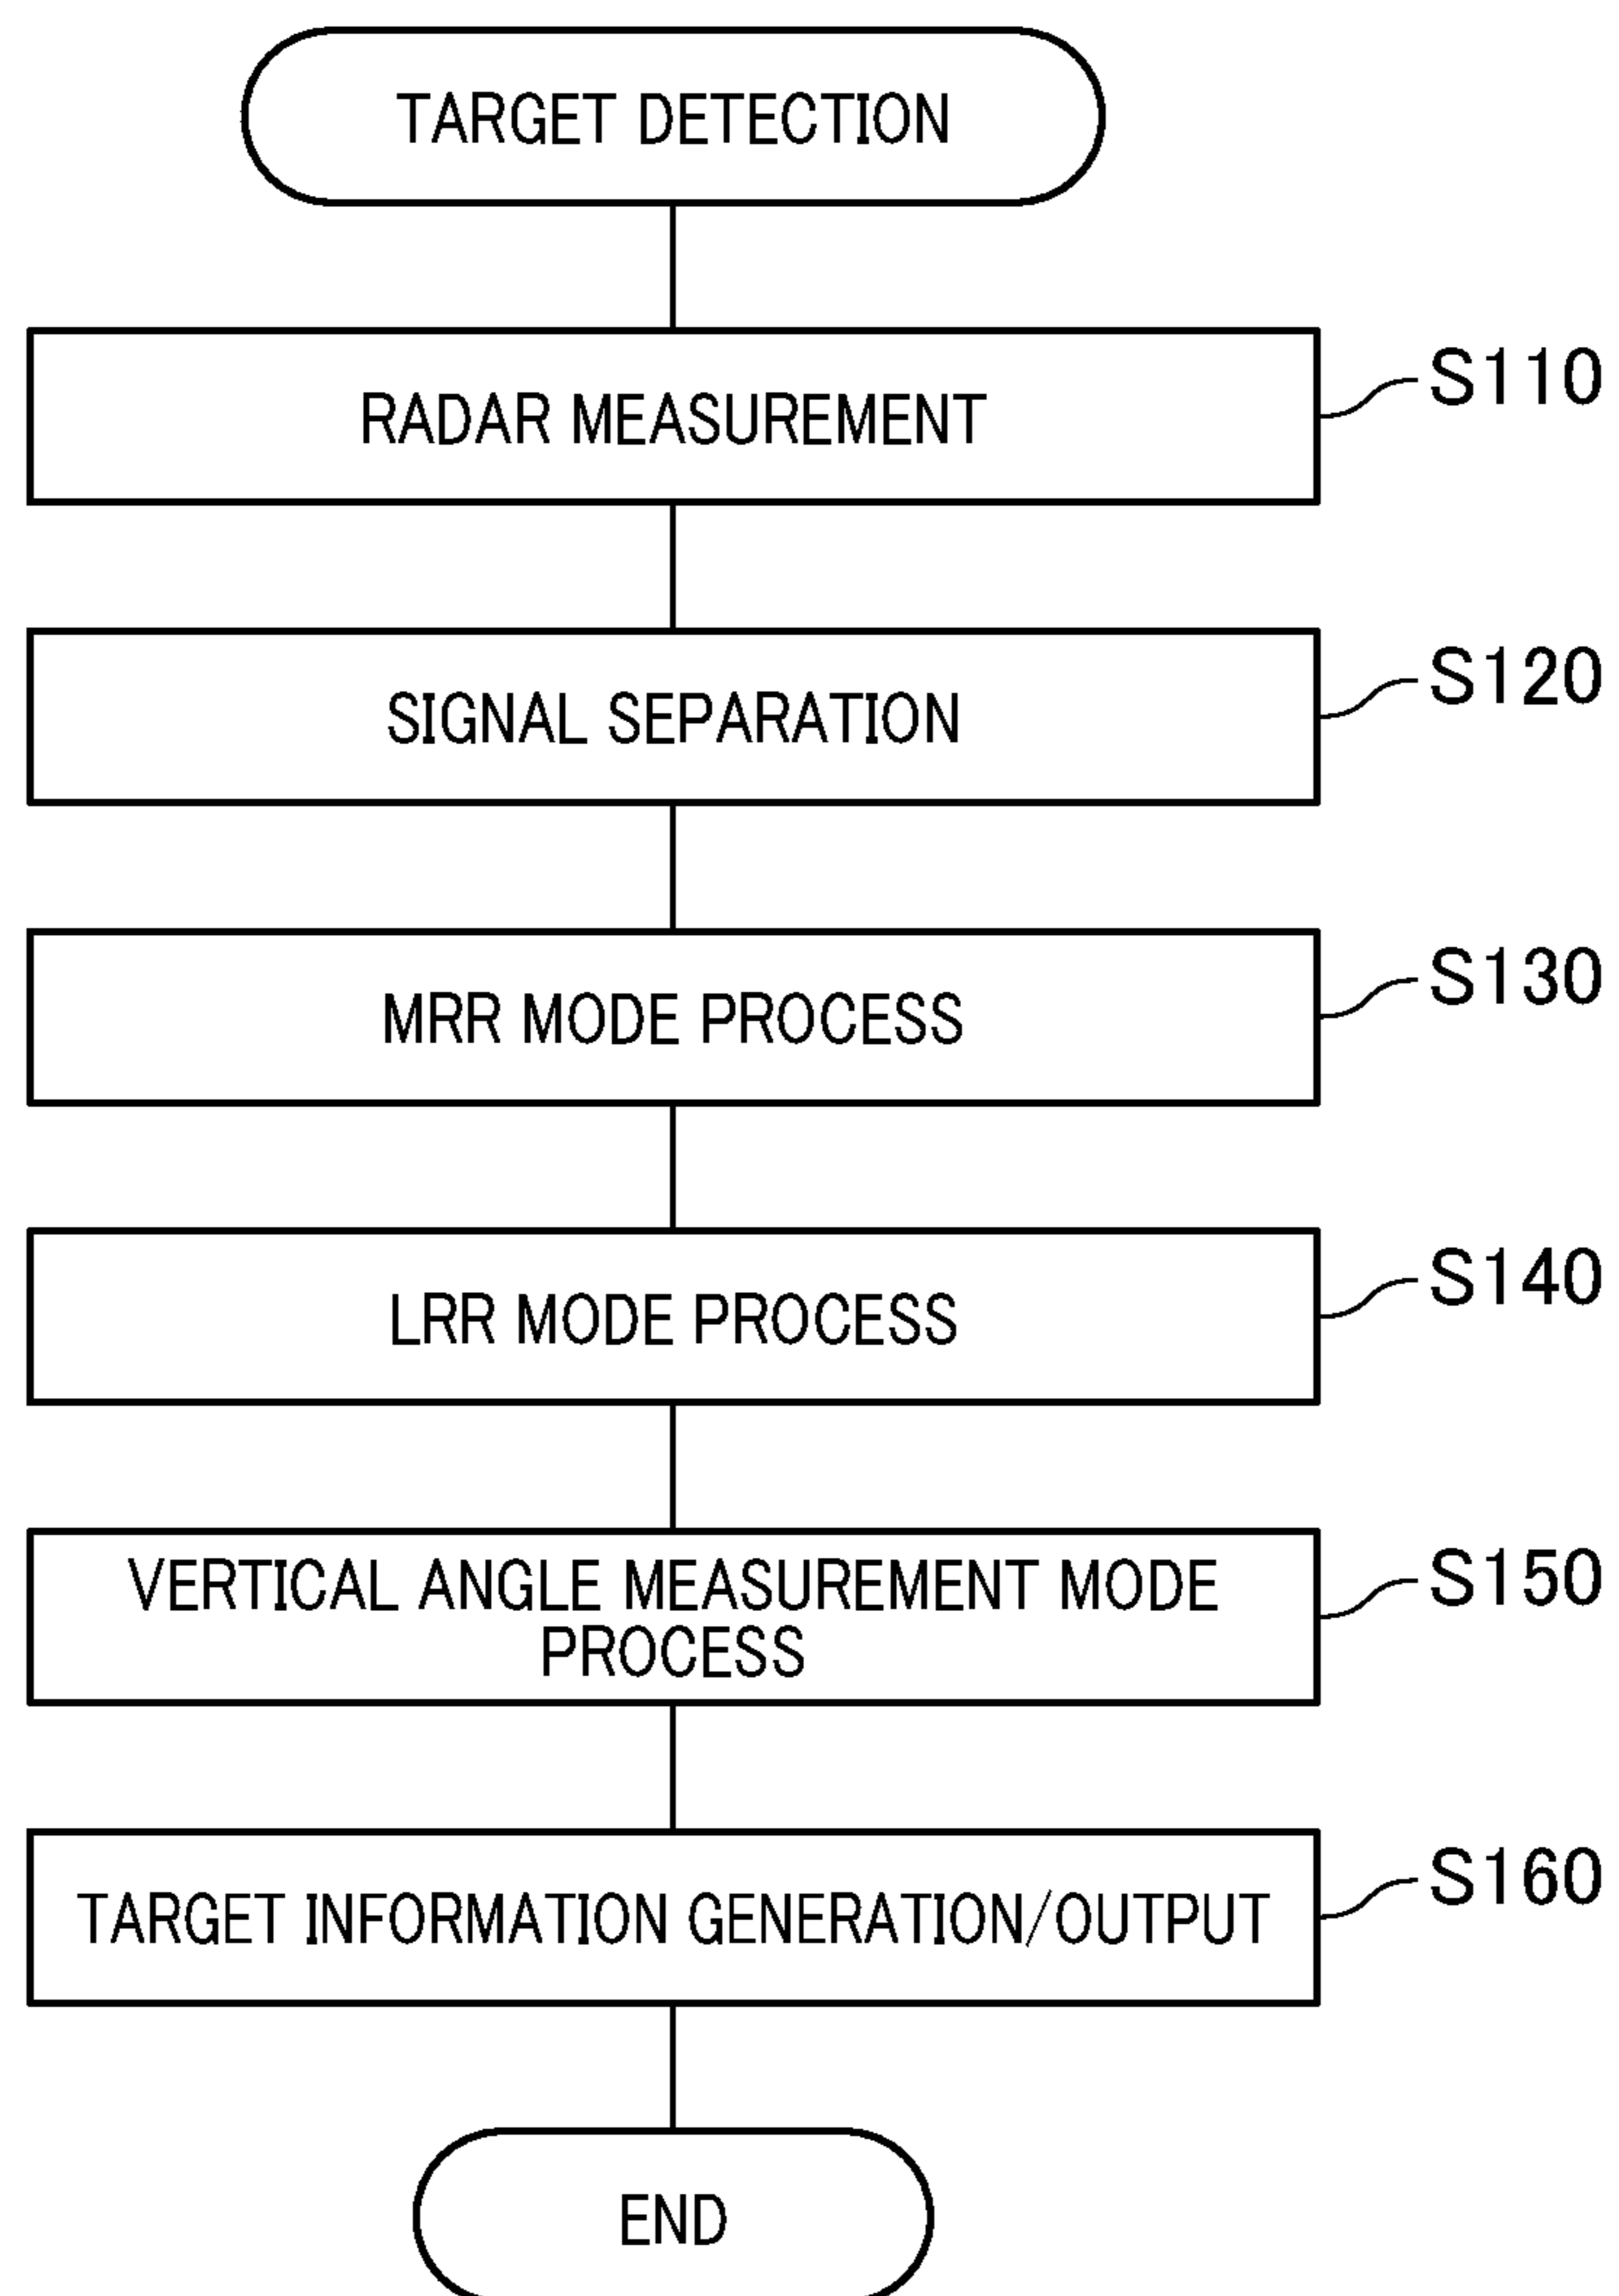 TARGET DETECTION
RADAR MEASUREMENT
S110
SIGNAL SEPARATION
S120
MRR MODE PROCESS
S130
LRR MODE PROCESS
S140
VERTICAL ANGLE MEASUREMENT MODE
PROCESS
S150
TARGET INFORMATION GENERATION/OUTPUT
S160
END